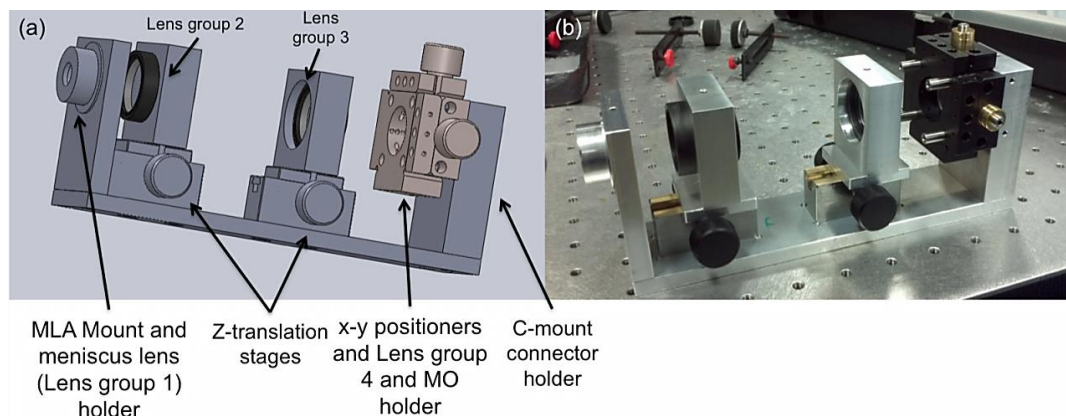 (a)
Lens group 2
Lens
group 3
(b)
MLA Mount and
meniscus lens
(Lens group 1)
holder
Z-translation
stages
x-y positioners
and Lens group
4 and MO
holder
C-mount
connector
holder